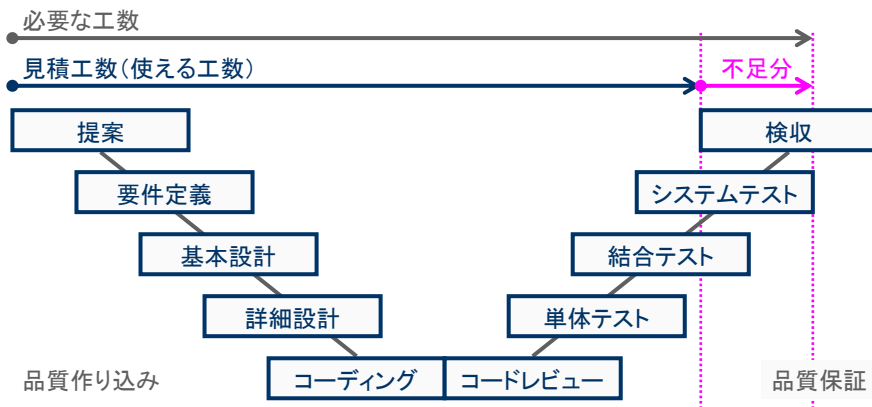 必要な工数
見積工数(使える工数)
不足分
提案
検収
要件定義
システムテスト
基本設計
結合テスト
詳細設計
単体テスト
品質作り込み
コーディング
コードレビュー
品質保証